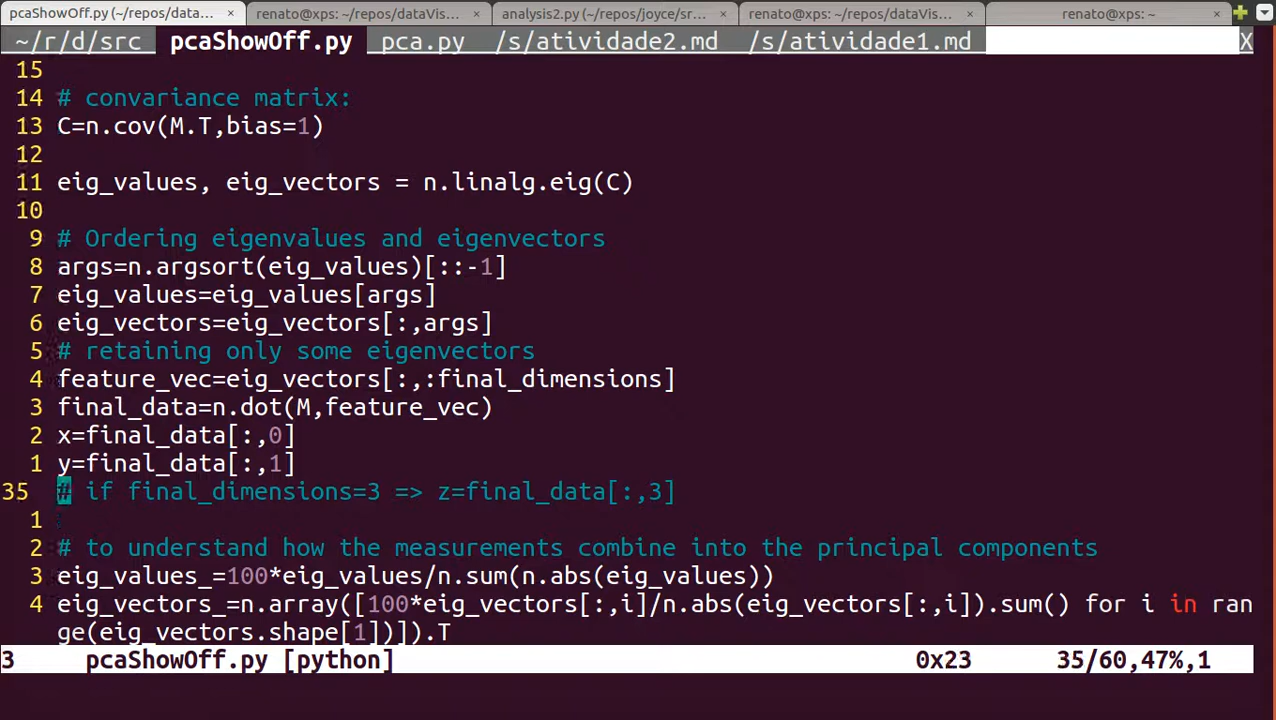 pcaShowOff.py (~/repos/data... × renato@xps: ~/repos/dataVis... × analysis2.py (~/repos/joyce/sr... × renato@xps: ~/repos/dataVis... × renato@xps: ~ ×
~/r/d/src pcaShowOff.py pca.py /s/atividade2.md /s/atividade1.md X
15
14 # convariance matrix:
13 C=n.cov(M.T,bias=1)
12
11 eig_values, eig_vectors = n.linalg.eig(C)
10
9 # Ordering eigenvalues and eigenvectors
8 args=n.argsort(eig_values)[::-1]
7 eig_values=eig_values[args]
6 eig_vectors=eig_vectors[:,args]
5 # retaining only some eigenvectors
4 feature_vec=eig_vectors[:,:final_dimensions]
3 final_data=n.dot(M,feature_vec)
2 x=final_data[:,0]
1 y=final_data[:,1]
35 # if final_dimensions=3 => z=final_data[:,3]
1
2 # to understand how the measurements combine into the principal components
3 eig_values_=100*eig_values/n.sum(n.abs(eig_values))
4 eig_vectors_=n.array([100*eig_vectors[:,i]/n.abs(eig_vectors[:,i]).sum() for i in ran
ge(eig_vectors.shape[1])]).T
3 pcaShowOff.py [python] 0x23 35/60,47%,1